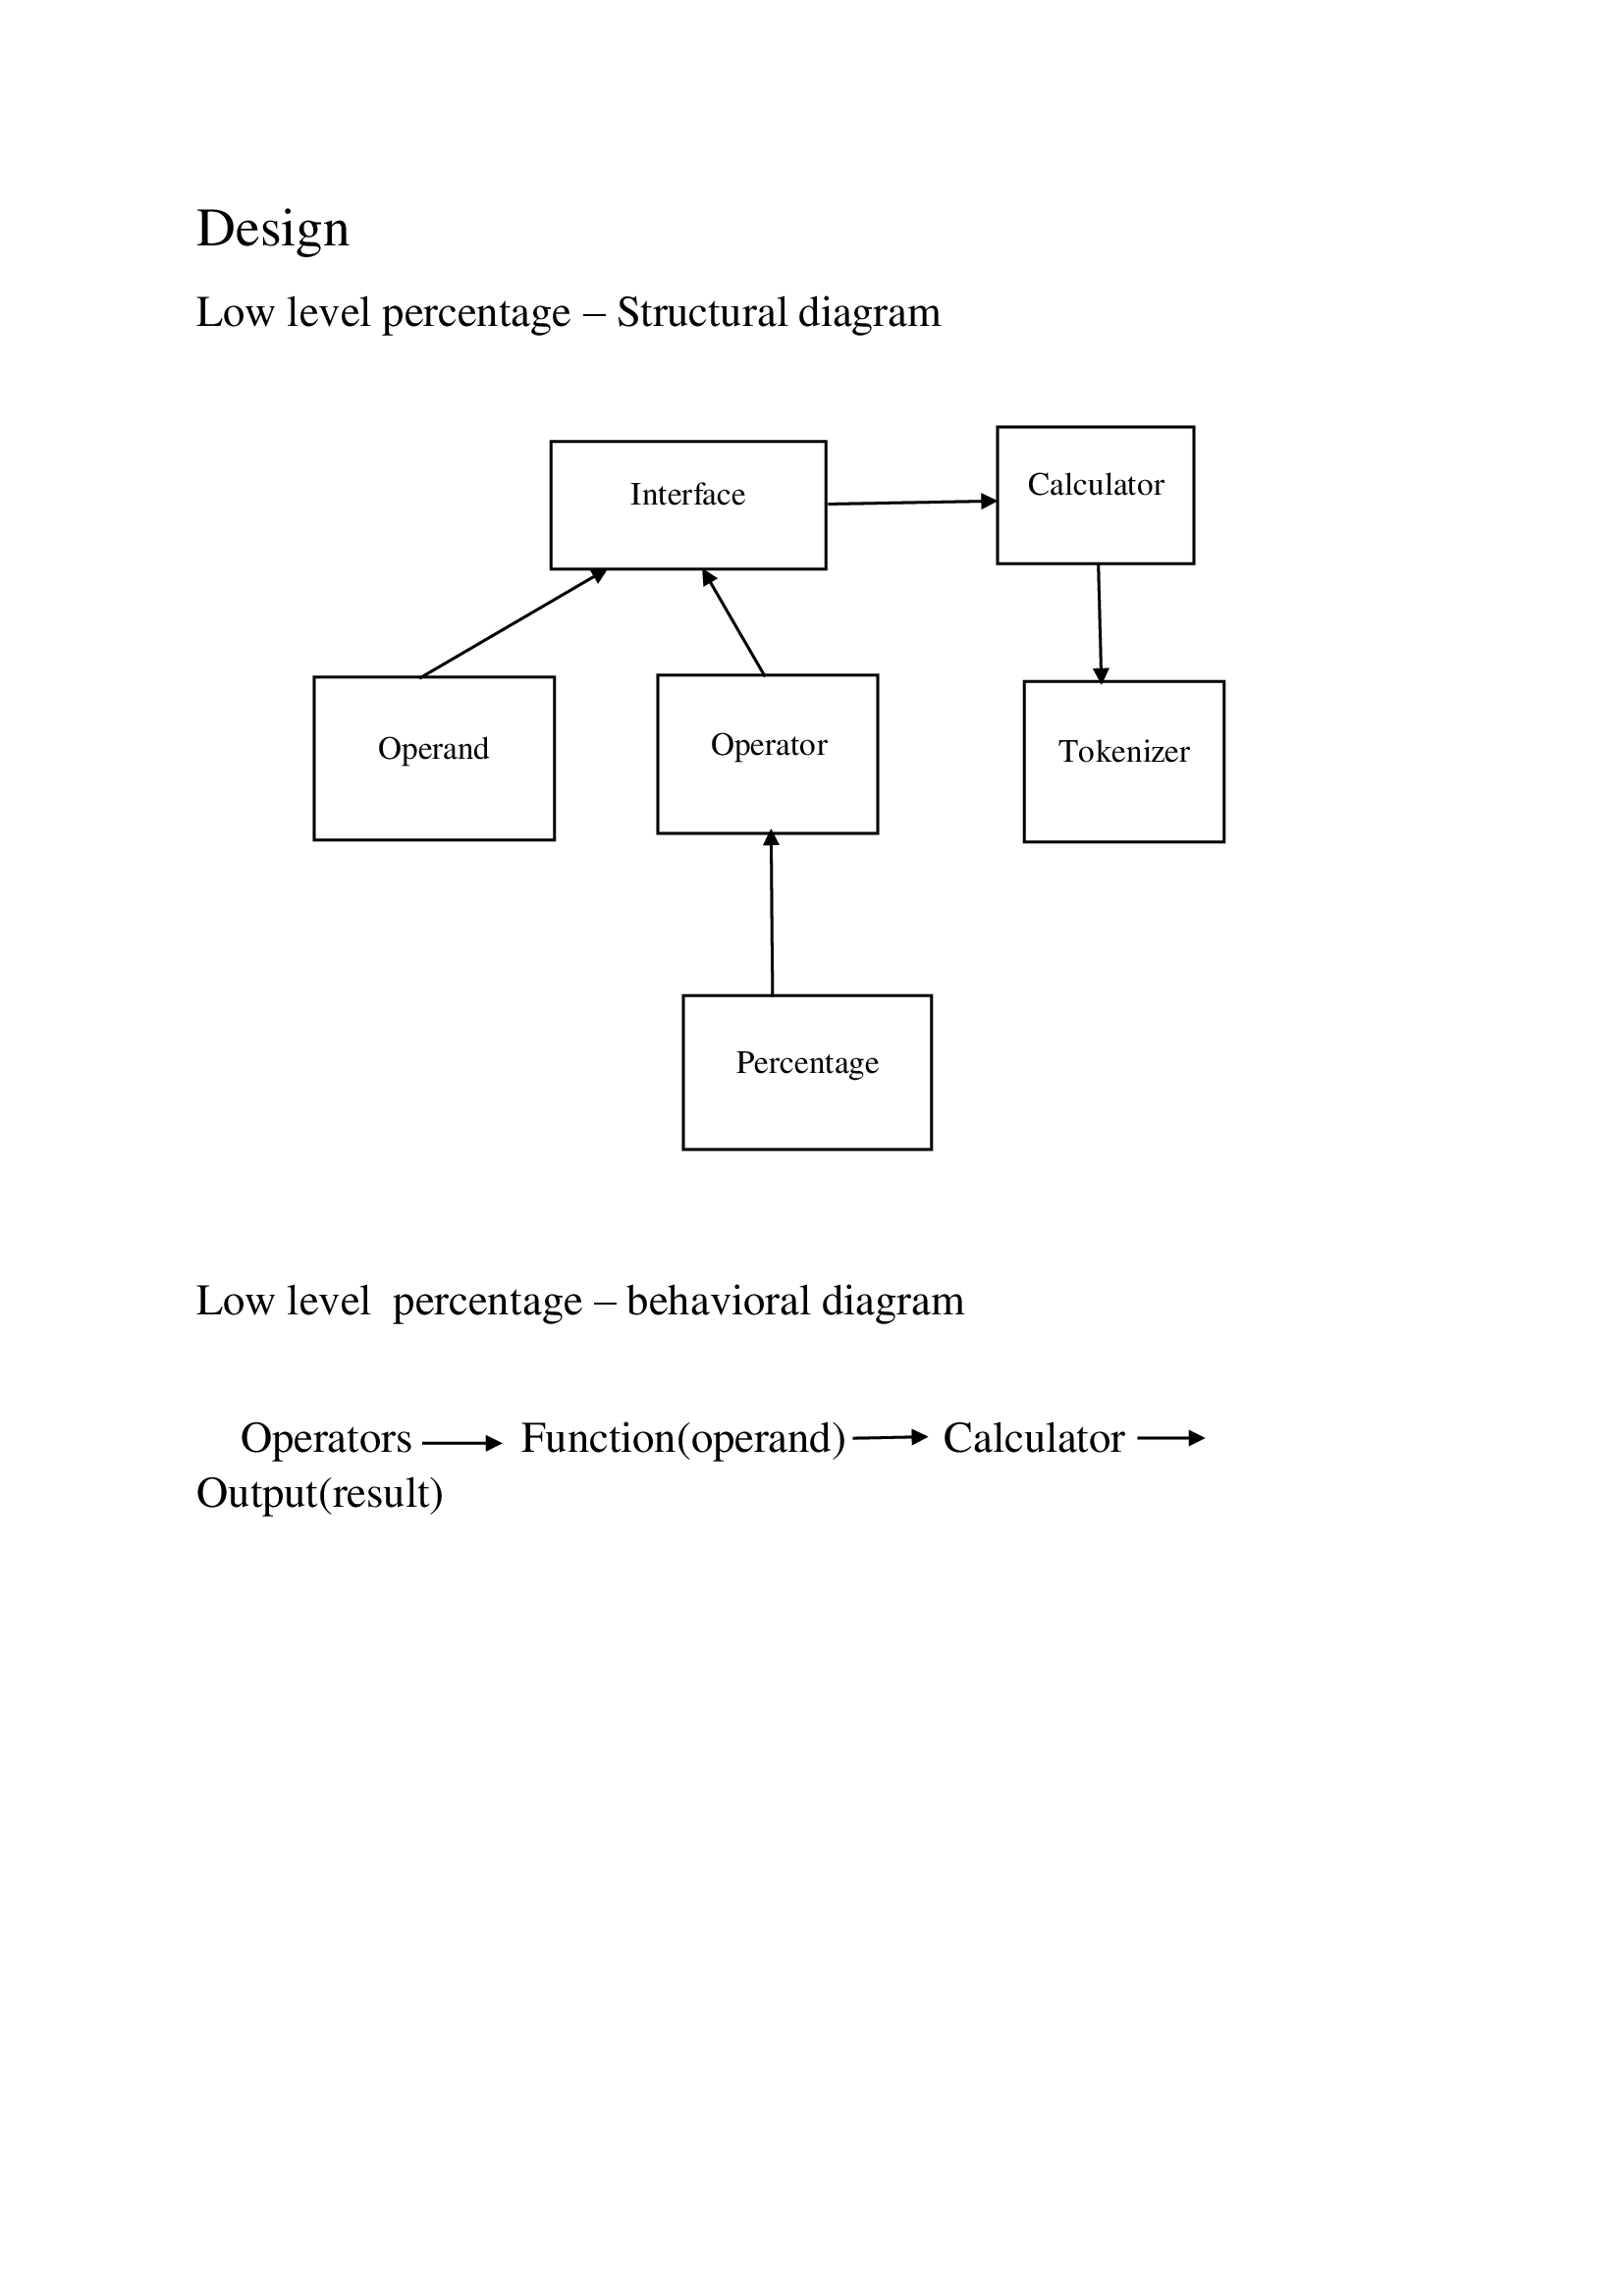 Design
Low level percentage – Structural diagram
Interface
Calculator
Operand
Operator
Tokenizer
Percentage
Low level  percentage – behavioral diagram
Operators Function(operand) Calculator
Output(result)